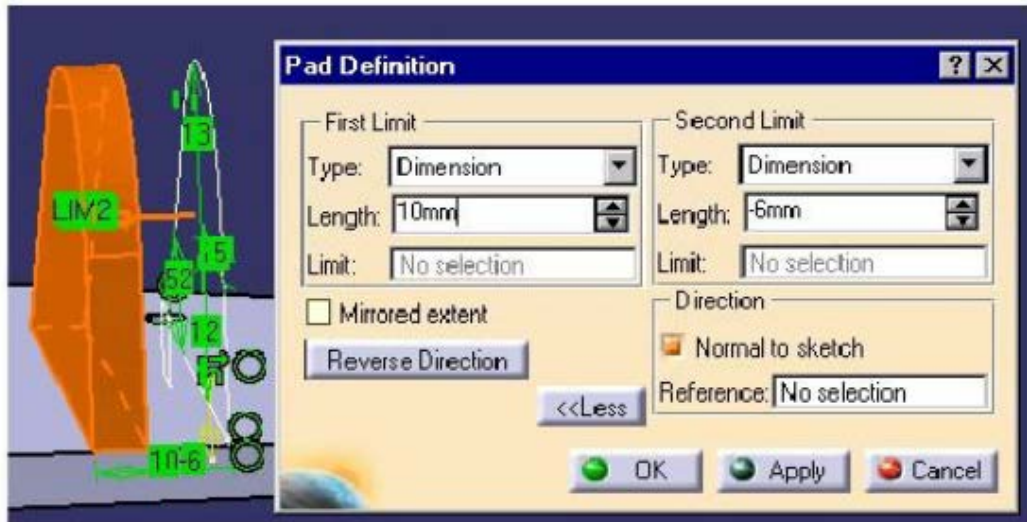 Pad Definition
First Limit
Type: Dimension
Length: 10mm
Limit: No selection
Mirrored extent
Reverse Direction
Second Limit
Type: Dimension
Length: -6mm
Limit: No selection
Direction
Normal to sketch
Reference: No selection
<<Less
OK
Apply
Cancel
13
LIM2
52
12
10-6